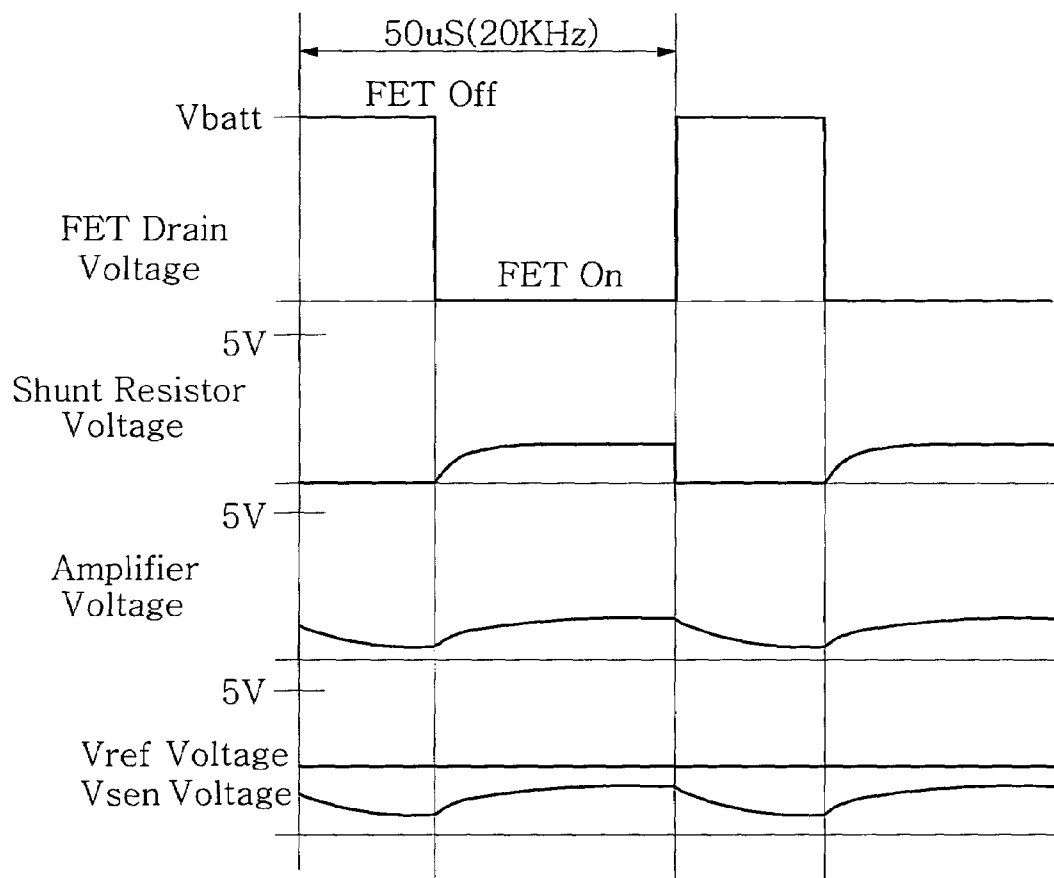 50uS(20KHz)
FET Off
Vbatt
FET Drain
Voltage
FET On
5V
Shunt Resistor
Voltage
5V
Amplifier
Voltage
5V
Vref Voltage
Vsen Voltage